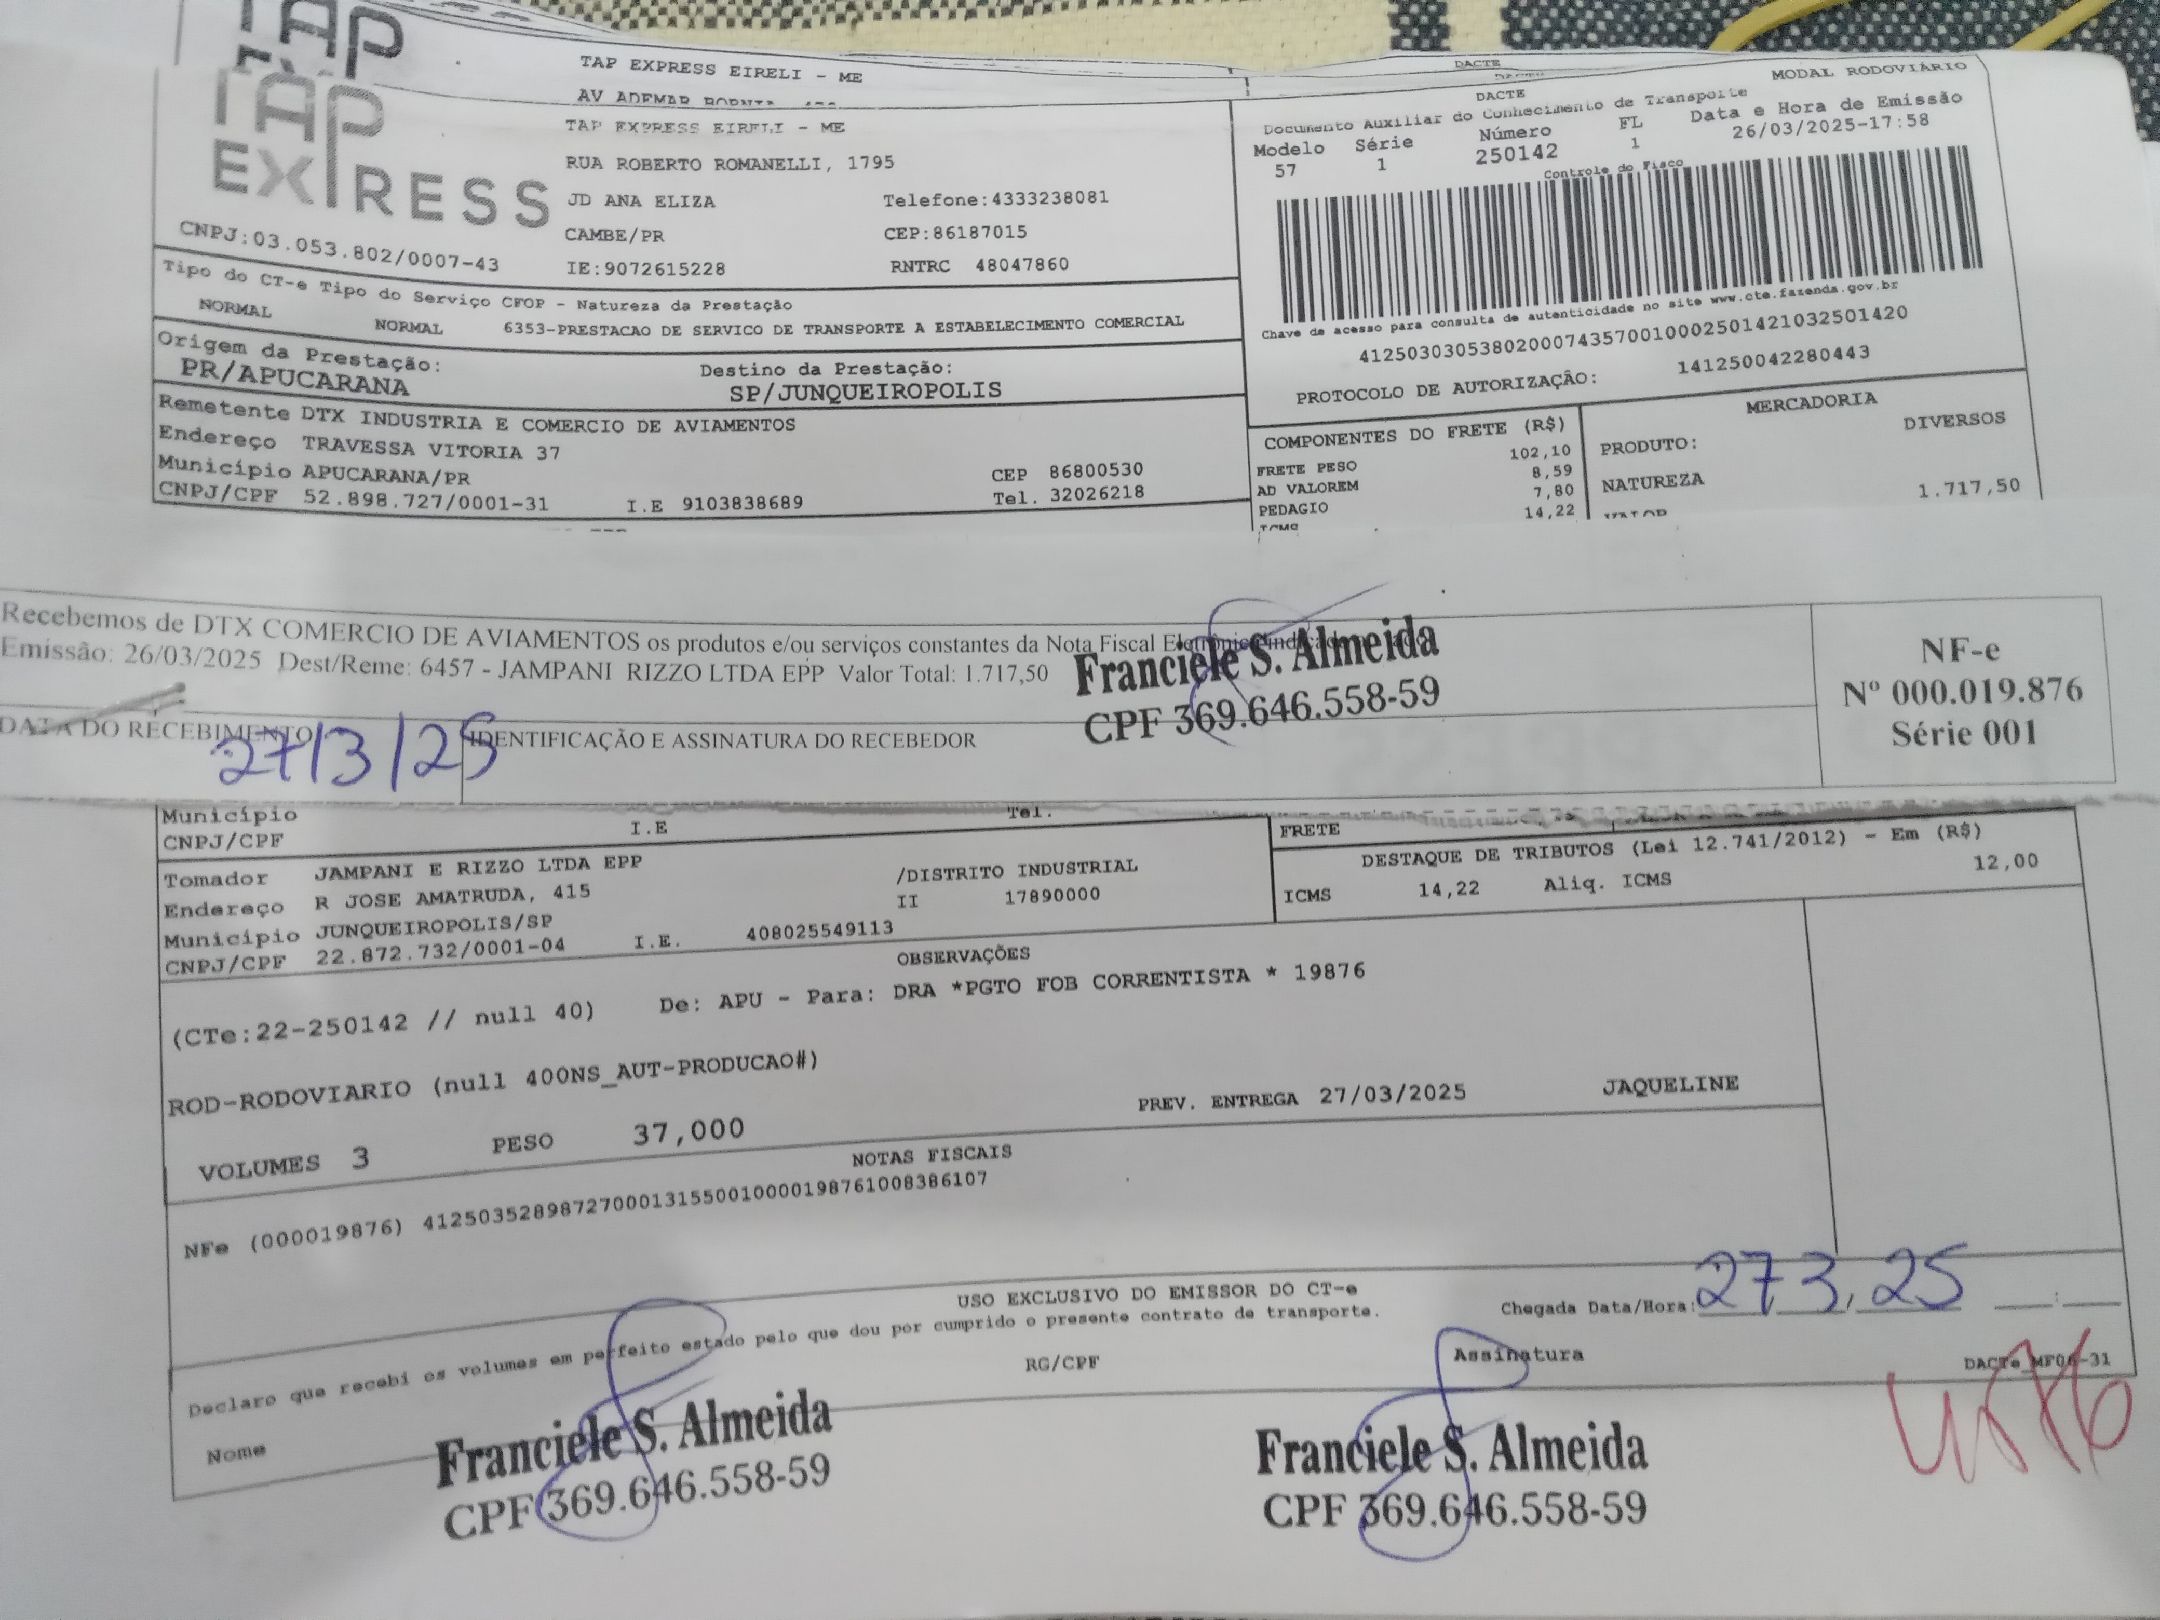 TAP
TAP EXPRESS EIRELI - ME
AV ADEMAR
DACTE
TAP
EXPRESS
TAP EXPRESS EIRELI - ME
RUA ROBERTO ROMANELLI, 1795
JD ANA ELIZA Telefone:4333238081
CAMBE/PR CEP:86187015
CNPJ:03.053.802/0007-43 IE:9072615228 RNTRC 48047860
DACTE MODAL RODOVIÁRIO
Documento Auxiliar do Conhecimento de Transporte
Modelo Série Número FL Data e Hora de Emissão
57 1 250142 1 26/03/2025-17:58
Controle do Fisco
Chave de acesso para consulta de autenticidade no site www.cte.fazenda.gov.br
41250303053802000743570010002501421032501420
PROTOCOLO DE AUTORIZAÇÃO: 141250042280443
Tipo do CT-e Tipo do Serviço CFOP - Natureza da Prestação
NORMAL NORMAL 6353-PRESTACAO DE SERVICO DE TRANSPORTE A ESTABELECIMENTO COMERCIAL
Origem da Prestação: Destino da Prestação:
PR/APUCARANA SP/JUNQUEIROPOLIS
Remetente DTX INDUSTRIA E COMERCIO DE AVIAMENTOS
Endereço TRAVESSA VITORIA 37
Município APUCARANA/PR CEP 86800530
CNPJ/CPF 52.898.727/0001-31 I.E 9103838689 Tel. 32026218
COMPONENTES DO FRETE (R$)
FRETE PESO 102,10
AD VALOREM 8,59
PEDAGIO 7,80
ICMS 14,22
MERCADORIA
PRODUTO: DIVERSOS
NATUREZA
VALOR 1.717,50
Recebemos de DTX COMERCIO DE AVIAMENTOS os produtos e/ou serviços constantes da Nota Fiscal Eletrônica indicada
Emissão: 26/03/2025 Dest/Reme: 6457 - JAMPANI RIZZO LTDA EPP Valor Total: 1.717,50
Franciele S. Almeida
CPF 369.646.558-59
NF-e
Nº 000.019.876
Série 001
DATA DO RECEBIMENTO IDENTIFICAÇÃO E ASSINATURA DO RECEBEDOR
27/3/25
Município Tel.
CNPJ/CPF I.E
FRETE
Tomador JAMPANI E RIZZO LTDA EPP
Endereço R JOSE AMATRUDA, 415 /DISTRITO INDUSTRIAL
Município JUNQUEIROPOLIS/SP II 17890000
CNPJ/CPF 22.872.732/0001-04 I.E. 408025549113
DESTAQUE DE TRIBUTOS (Lei 12.741/2012) - Em (R$)
ICMS 14,22 Aliq. ICMS 12,00
OBSERVAÇÕES
(CTe:22-250142 // null 40) De: APU - Para: DRA *PGTO FOB CORRENTISTA * 19876
ROD-RODOVIARIO (null 400NS_AUT-PRODUCAO#)
VOLUMES 3 PESO 37,000 PREV. ENTREGA 27/03/2025 JAQUELINE
NOTAS FISCAIS
NFe (000019876) 41250352898727000131550010000198761008386107
USO EXCLUSIVO DO EMISSOR DO CT-e
Declaro que recebi os volumes em perfeito estado pelo que dou por cumprido o presente contrato de transporte.
Chegada Data/Hora: 27 3, 25
Nome RG/CPF Assinatura DACTe_MF06-31
Franciele S. Almeida
CPF 369.646.558-59
Franciele S. Almeida
CPF 369.646.558-59